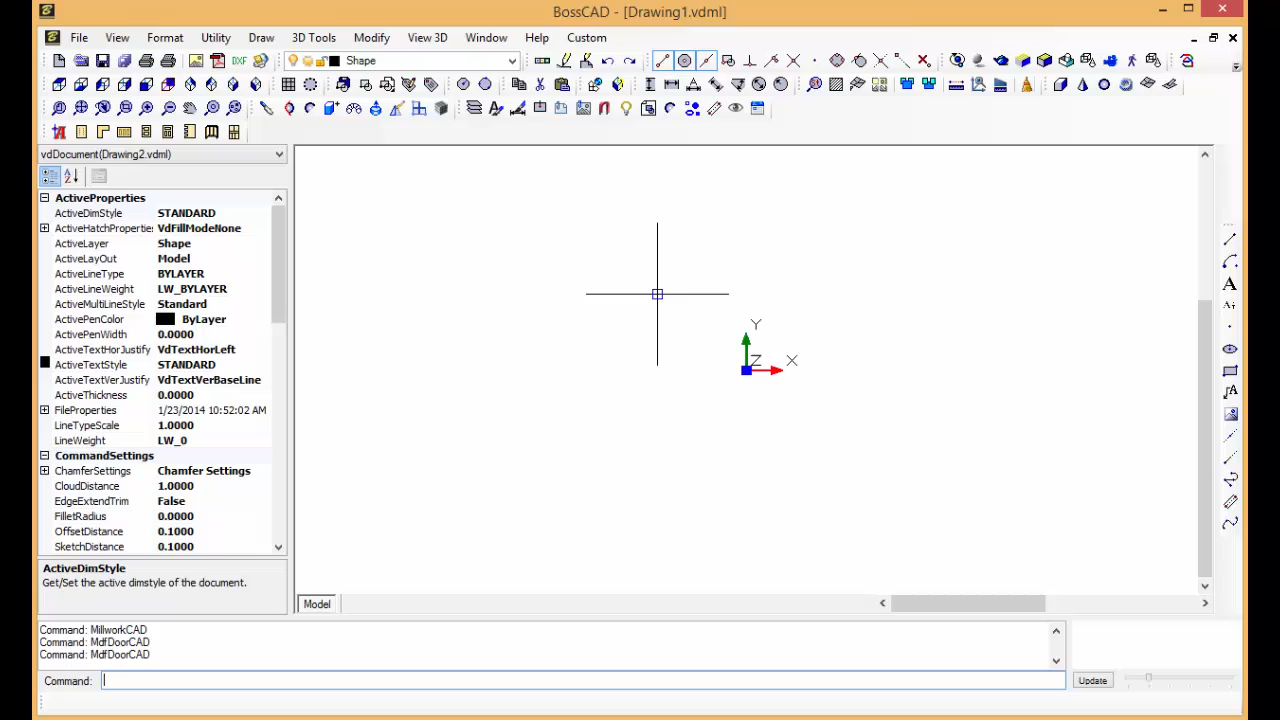 BossCAD - [Drawing1.vdml]
File View Format Utility Draw 3D Tools Modify View 3D Window Help Custom
DXF Shape
vdDocument(Drawing2.vdml)
ActiveProperties
ActiveDimStyle STANDARD
ActiveHatchProperties VdFillModeNone
ActiveLayer Shape
ActiveLayOut Model
ActiveLineType BYLAYER
ActiveLineWeight LW_BYLAYER
ActiveMultiLineStyle Standard
ActivePenColor ByLayer
ActivePenWidth 0.0000
ActiveTextHorJustify VdTextHorLeft
ActiveTextStyle STANDARD
ActiveTextVerJustify VdTextVerBaseLine
ActiveThickness 0.0000
FileProperties 1/23/2014 10:52:02 AM
LineTypeScale 1.0000
LineWeight LW_0
CommandSettings
ChamferSettings Chamfer Settings
CloudDistance 1.0000
EdgeExtendTrim False
FilletRadius 0.0000
OffsetDistance 0.1000
SketchDistance 0.1000
ActiveDimStyle
Get/Set the active dimstyle of the document.
Y
Z X
Model
Command: MillworkCAD
Command: MdfDoorCAD
Command: MdfDoorCAD
Command:
Update